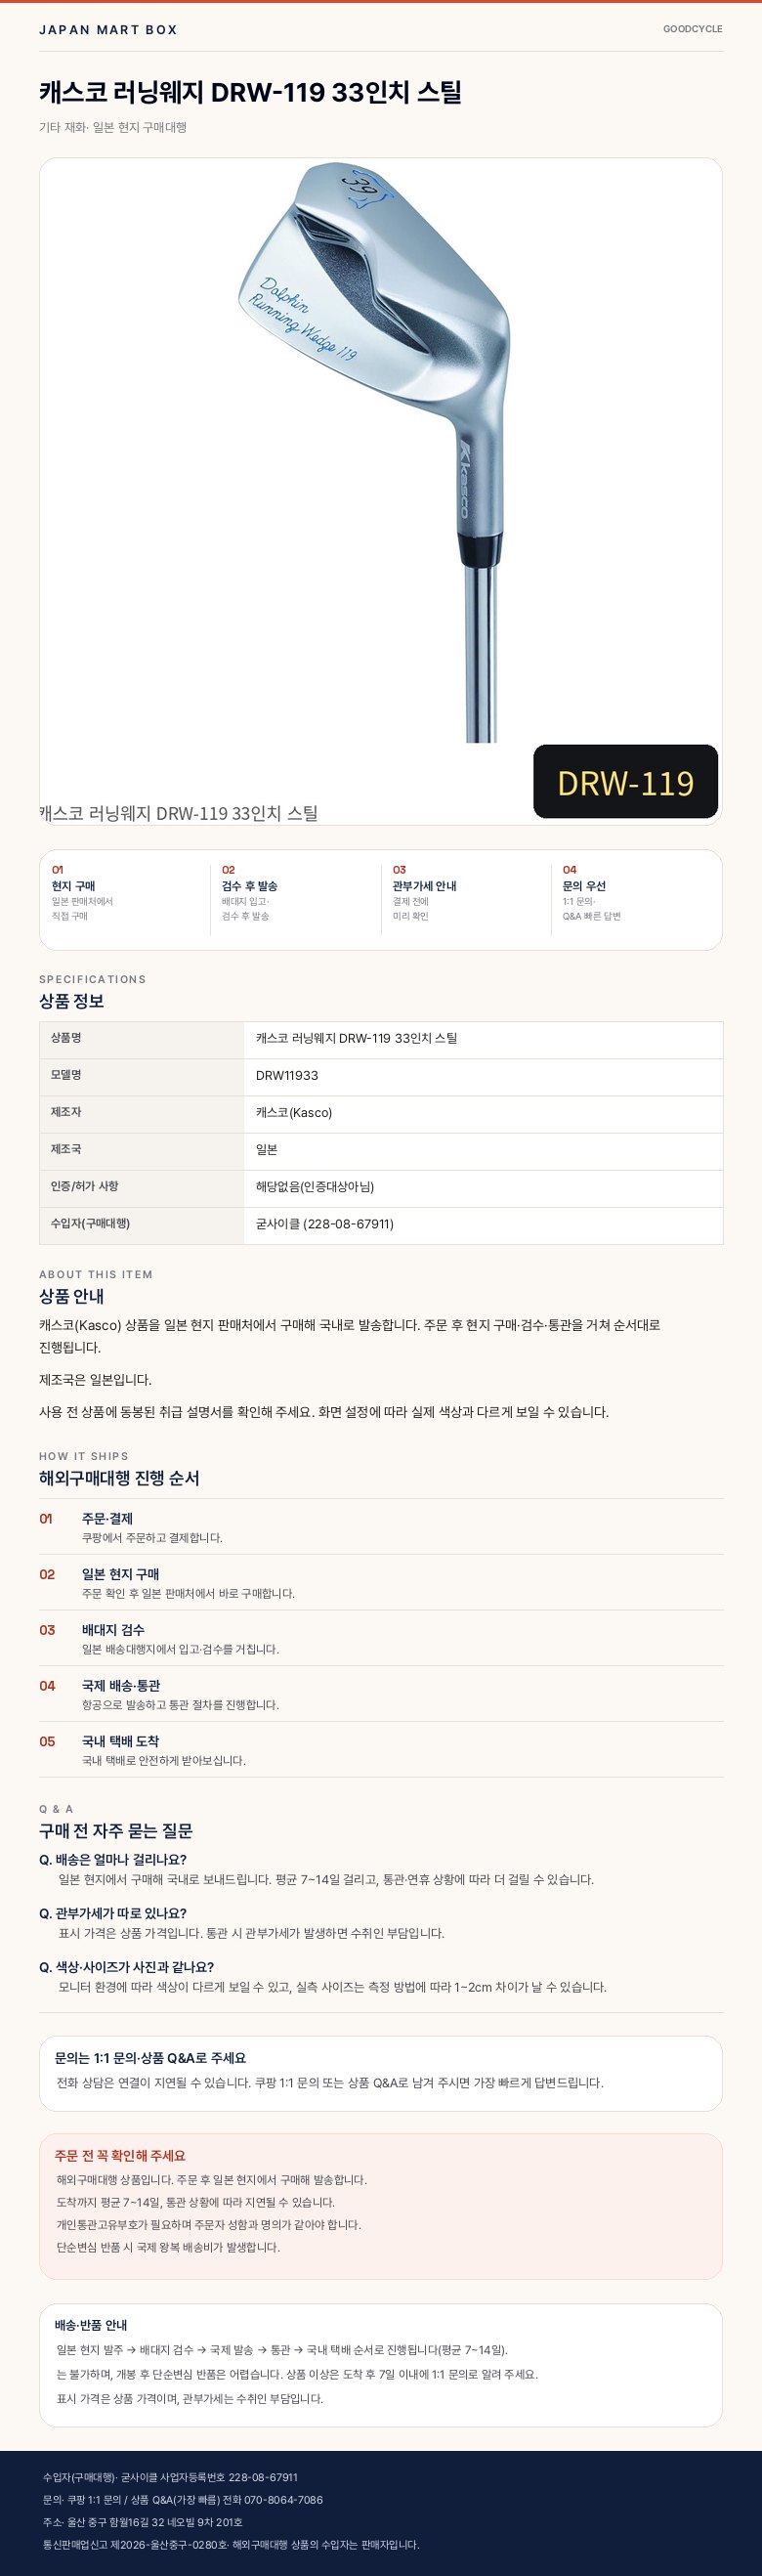 JAPAN MART BOX
GOODCYCLE
캐스코 러닝웨지 DRW-119 33인치 스틸
기타 재화· 일본 현지 구매대행
39
Dolphin
Running Wedge 119
Kasco
DRW-119
캐스코 러닝웨지 DRW-119 33인치 스틸
01
현지 구매
일본 판매처에서
직접 구매
02
검수 후 발송
배대지 입고·
검수 후 발송
03
관부가세 안내
결제 전에
미리 확인
04
문의 우선
1:1 문의·
Q&A 빠른 답변
SPECIFICATIONS
상품 정보
상품명 캐스코 러닝웨지 DRW-119 33인치 스틸
모델명 DRW11933
제조자 캐스코(Kasco)
제조국 일본
인증/허가 사항 해당없음(인증대상아님)
수입자(구매대행) 굳사이클 (228-08-67911)
ABOUT THIS ITEM
상품 안내
캐스코(Kasco) 상품을 일본 현지 판매처에서 구매해 국내로 발송합니다. 주문 후 현지 구매·검수·통관을 거쳐 순서대로
진행됩니다.
제조국은 일본입니다.
사용 전 상품에 동봉된 취급 설명서를 확인해 주세요. 화면 설정에 따라 실제 색상과 다르게 보일 수 있습니다.
HOW IT SHIPS
해외구매대행 진행 순서
01 주문·결제
쿠팡에서 주문하고 결제합니다.
02 일본 현지 구매
주문 확인 후 일본 판매처에서 바로 구매합니다.
03 배대지 검수
일본 배송대행지에서 입고·검수를 거칩니다.
04 국제 배송·통관
항공으로 발송하고 통관 절차를 진행합니다.
05 국내 택배 도착
국내 택배로 안전하게 받아보십니다.
Q & A
구매 전 자주 묻는 질문
Q. 배송은 얼마나 걸리나요?
일본 현지에서 구매해 국내로 보내드립니다. 평균 7~14일 걸리고, 통관·연휴 상황에 따라 더 걸릴 수 있습니다.
Q. 관부가세가 따로 있나요?
표시 가격은 상품 가격입니다. 통관 시 관부가세가 발생하면 수취인 부담입니다.
Q. 색상·사이즈가 사진과 같나요?
모니터 환경에 따라 색상이 다르게 보일 수 있고, 실측 사이즈는 측정 방법에 따라 1~2cm 차이가 날 수 있습니다.
문의는 1:1 문의·상품 Q&A로 주세요
전화 상담은 연결이 지연될 수 있습니다. 쿠팡 1:1 문의 또는 상품 Q&A로 남겨 주시면 가장 빠르게 답변드립니다.
주문 전 꼭 확인해 주세요
해외구매대행 상품입니다. 주문 후 일본 현지에서 구매해 발송합니다.
도착까지 평균 7~14일, 통관 상황에 따라 지연될 수 있습니다.
개인통관고유부호가 필요하며 주문자 성함과 명의가 같아야 합니다.
단순변심 반품 시 국제 왕복 배송비가 발생합니다.
배송·반품 안내
일본 현지 발주 → 배대지 검수 → 국제 발송 → 통관 → 국내 택배 순서로 진행됩니다(평균 7~14일).
는 불가하며, 개봉 후 단순변심 반품은 어렵습니다. 상품 이상은 도착 후 7일 이내에 1:1 문의로 알려 주세요.
표시 가격은 상품 가격이며, 관부가세는 수취인 부담입니다.
수입자(구매대행)· 굳사이클 사업자등록번호 228-08-67911
문의· 쿠팡 1:1 문의 / 상품 Q&A(가장 빠름) 전화 070-8064-7086
주소· 울산 중구 함월16길 32 네오빌 9차 201호
통신판매업신고 제2026-울산중구-0280호· 해외구매대행 상품의 수입자는 판매자입니다.